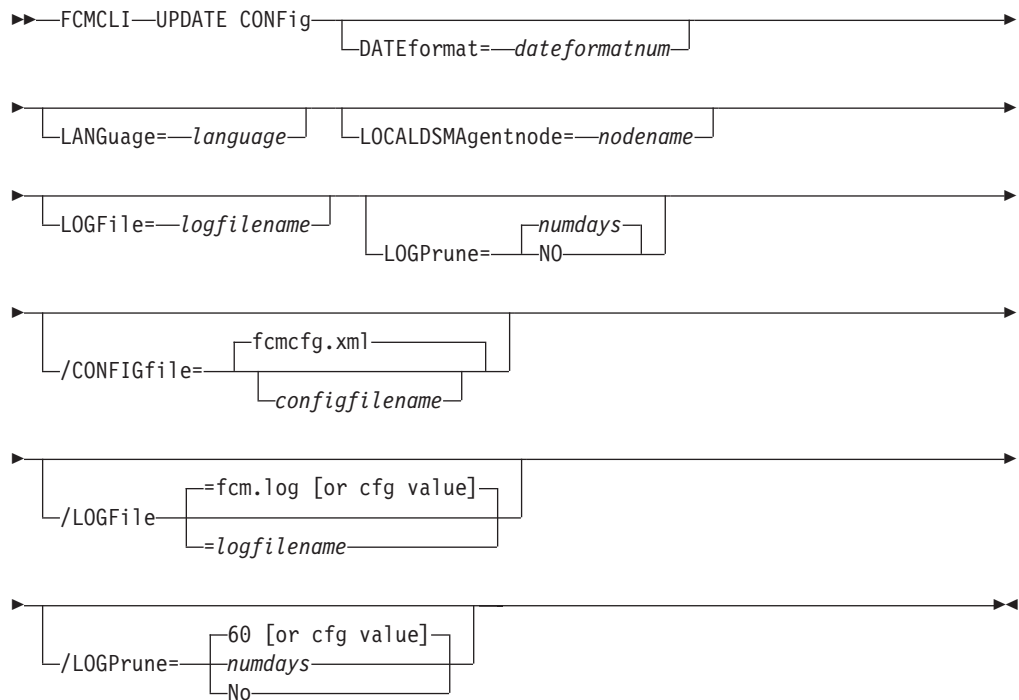 FCMCLI UPDATE CONFig
DATEformat= dateformatnum
LANGuage= language LOCALDSMAgentnode= nodename
LOGFile= logfilename numdays
LOGPrune= NO
fcmcfg.xml
/CONFIGfile=
configfilename
=fcm.log [or cfg value]
/LOGFile
=logfilename
60 [or cfg value]
/LOGPrune= numdays
No